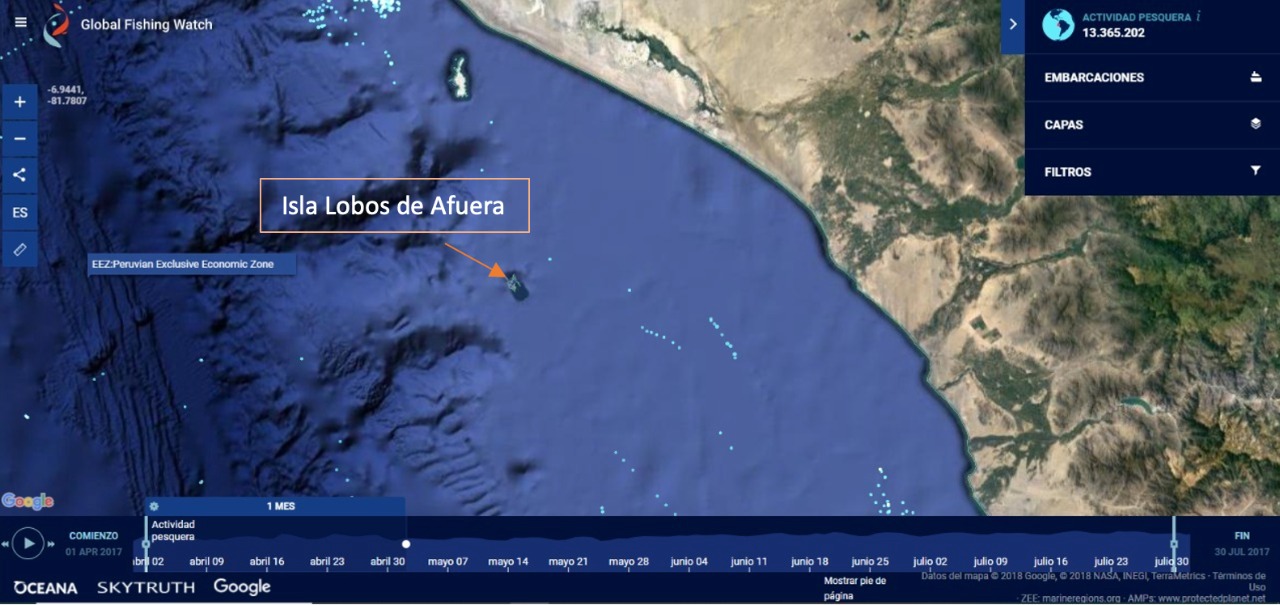 Global Fishing Watch
-6.9441,
-81.7807
ACTIVIDAD PESQUERA i
13.365.202
EMBARCACIONES
CAPAS
FILTROS
ES
Isla Lobos de Afuera
EEZ:Peruvian Exclusive Economic Zone
Google
1 MES
Actividad
pesquera
COMIENZO
01 APR 2017
abril 02 abril 09 abril 16 abril 23 abril 30 mayo 07 mayo 14 mayo 21 mayo 28 junio 04 junio 11 junio 18 junio 25 julio 02 julio 09 julio 16 julio 23 julio 30
FIN
30 JUL 2017
OCEANA SKYTRUTH Google
Mostrar pie de
página
Datos del mapa © 2018 Google, © 2018 NASA, INEGI, TerraMetrics - Términos de
Uso
- ZEE: marineregions.org - AMPs: www.protectedplanet.net